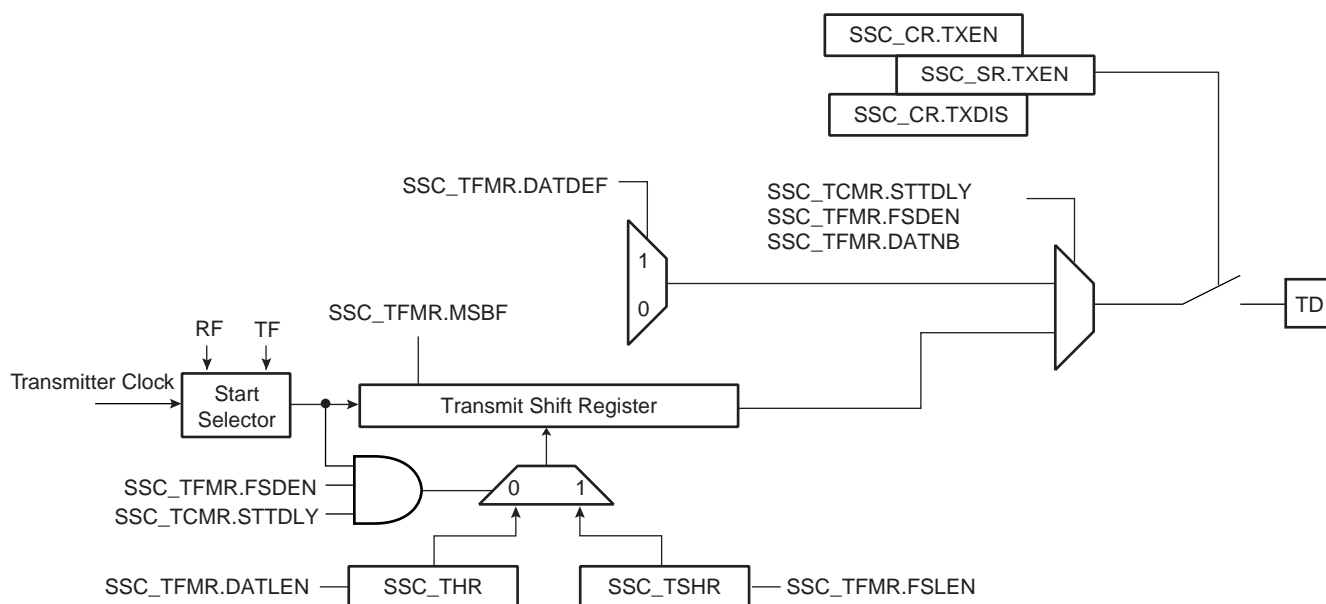 SSC_CR.TXEN
SSC_SR.TXEN
SSC_CR.TXDIS
SSC_TFMR.DATDEF
SSC_TCMR.STTDLY
SSC_TFMR.FSDEN
SSC_TFMR.DATNB
1
0
TD
SSC_TFMR.MSBF
RF
TF
Transmitter Clock
Start
Selector
Transmit Shift Register
SSC_TFMR.FSDEN
SSC_TCMR.STTDLY
0
1
SSC_TFMR.DATLEN
SSC_THR
SSC_TSHR
SSC_TFMR.FSLEN